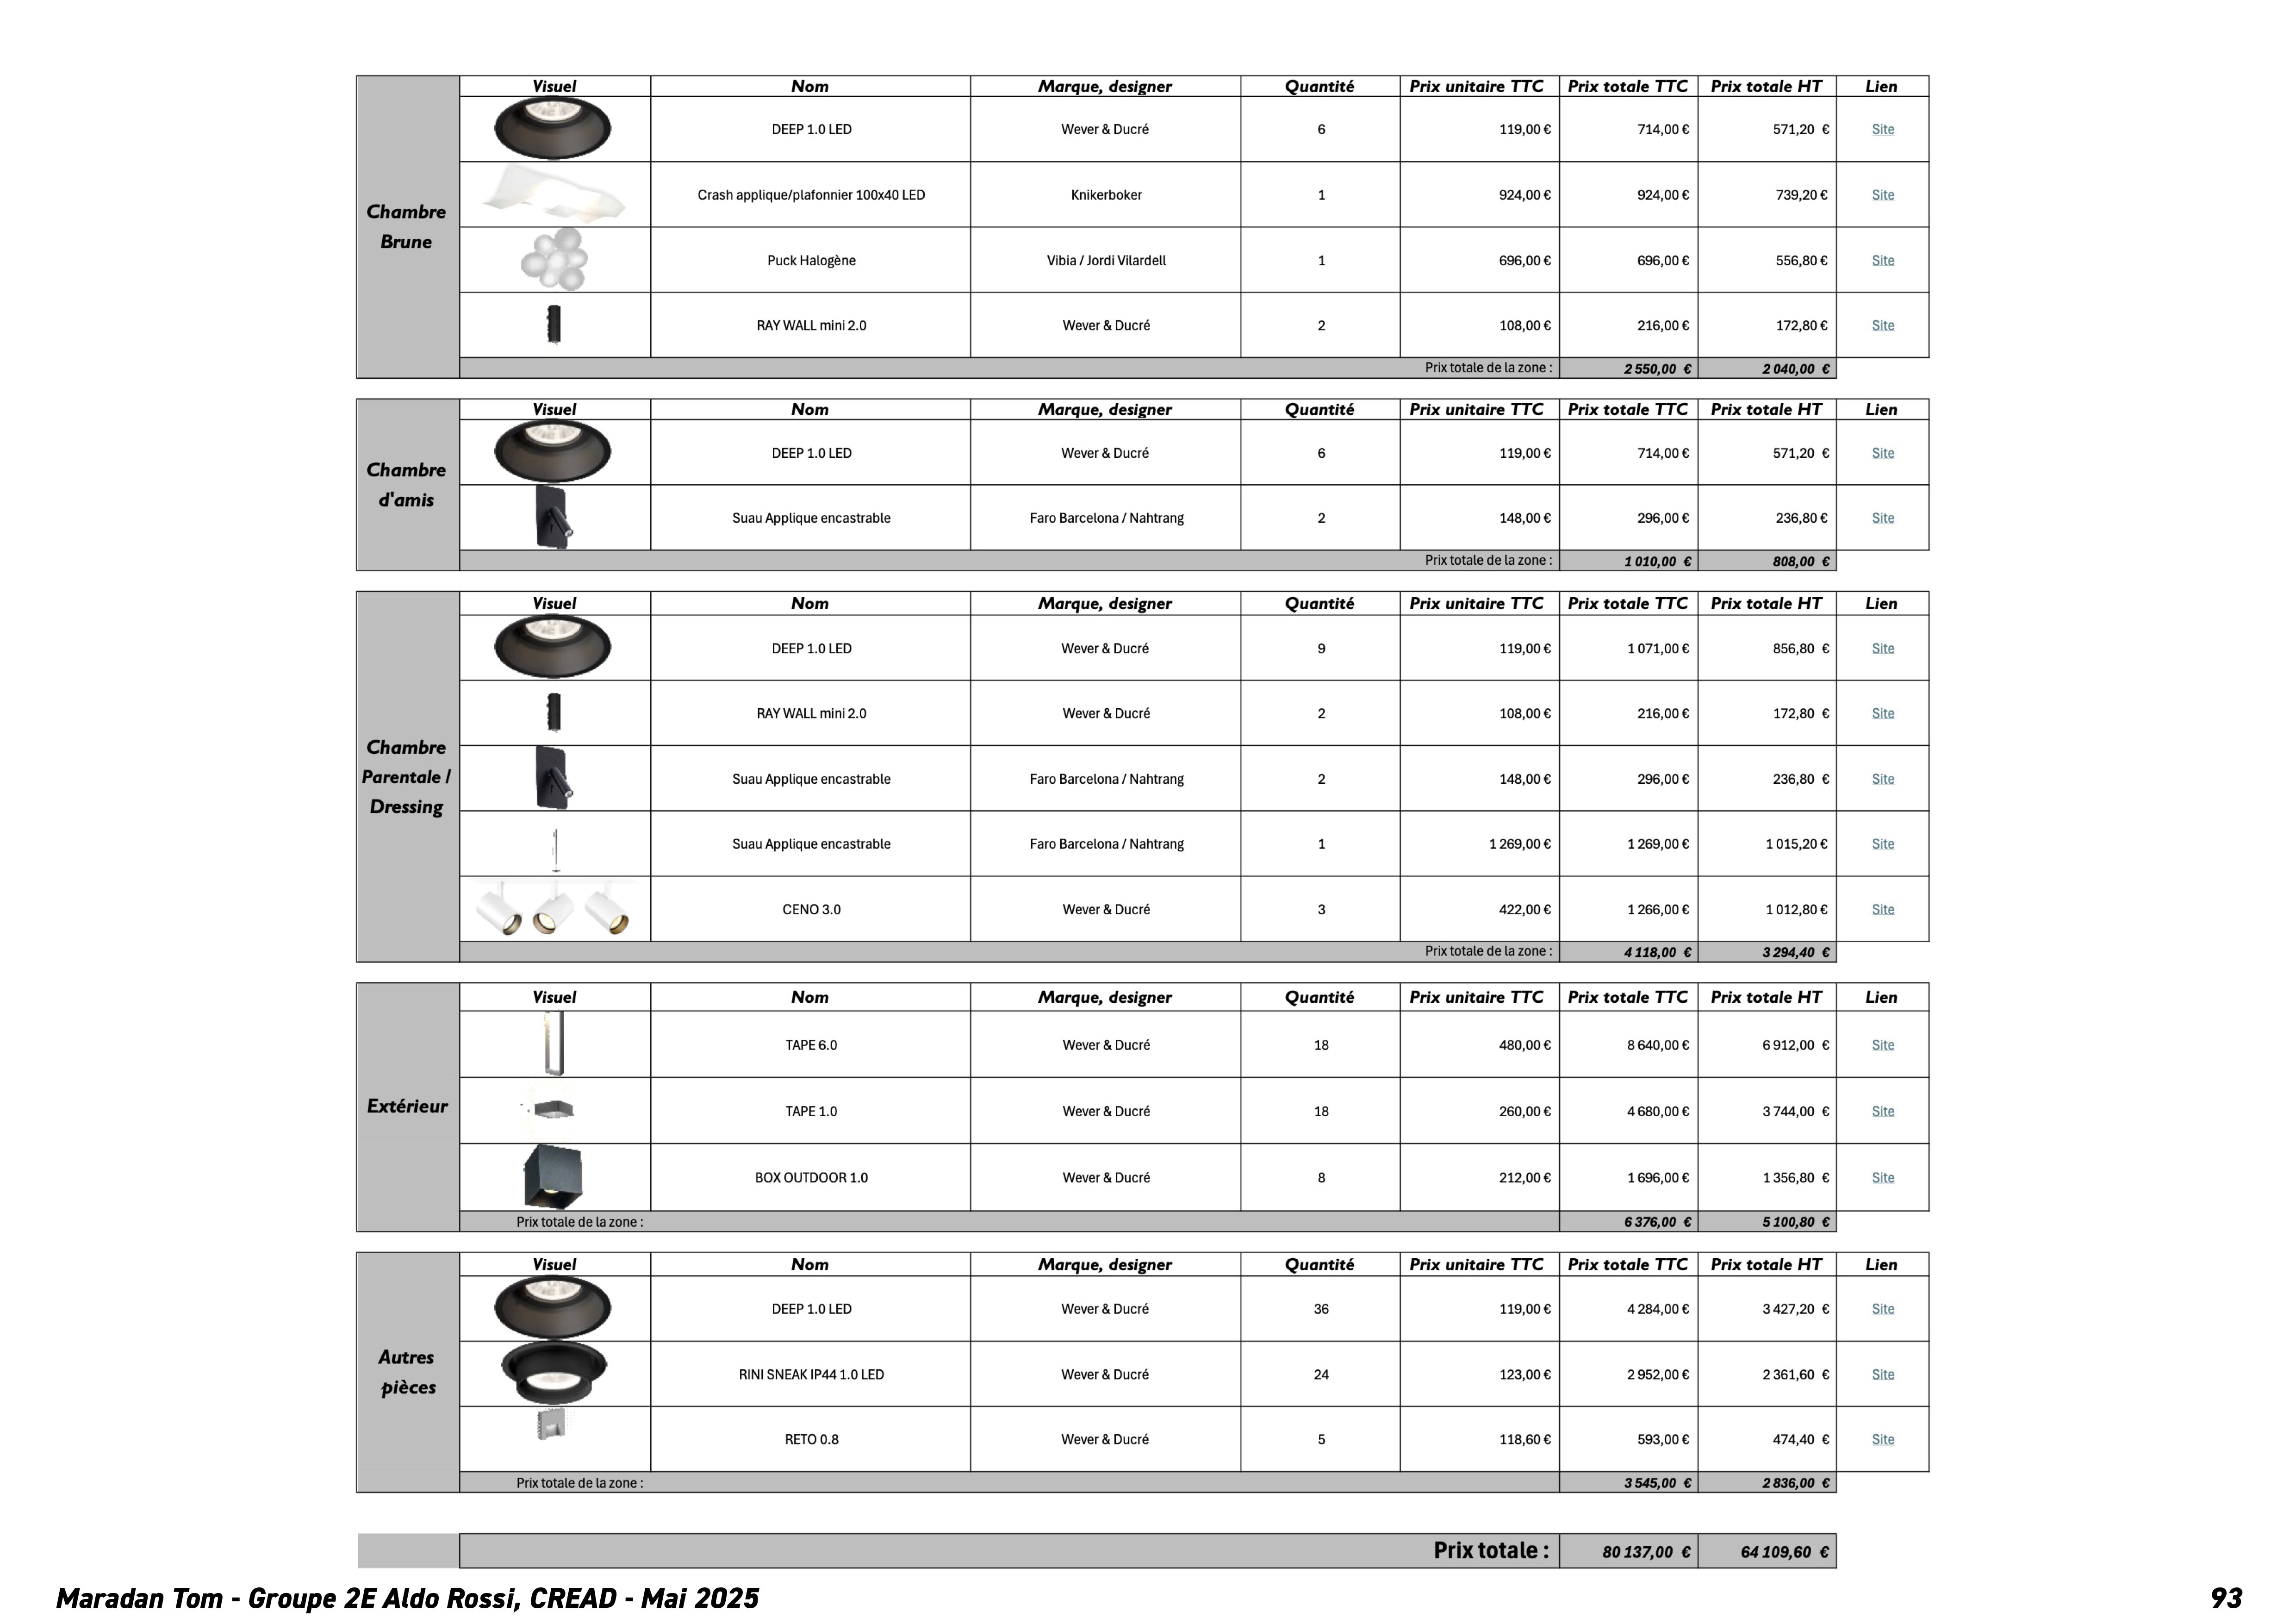 Visuel Nom Marque, designer Quantité Prix unitaire TTC Prix totale TTC Prix totale HT Lien
Chambre Brune
DEEP 1.0 LED Wever & Ducré 6 119,00 € 714,00 € 571,20 € Site
Crash applique/plafonnier 100x40 LED Knikerboker 1 924,00 € 924,00 € 739,20 € Site
Puck Halogène Vibia / Jordi Vilardell 1 696,00 € 696,00 € 556,80 € Site
RAY WALL mini 2.0 Wever & Ducré 2 108,00 € 216,00 € 172,80 € Site
Prix totale de la zone : 2 550,00 € 2 040,00 €
Visuel Nom Marque, designer Quantité Prix unitaire TTC Prix totale TTC Prix totale HT Lien
Chambre d'amis
DEEP 1.0 LED Wever & Ducré 6 119,00 € 714,00 € 571,20 € Site
Suau Applique encastrable Faro Barcelona / Nahtrang 2 148,00 € 296,00 € 236,80 € Site
Prix totale de la zone : 1 010,00 € 808,00 €
Visuel Nom Marque, designer Quantité Prix unitaire TTC Prix totale TTC Prix totale HT Lien
Chambre Parentale / Dressing
DEEP 1.0 LED Wever & Ducré 9 119,00 € 1 071,00 € 856,80 € Site
RAY WALL mini 2.0 Wever & Ducré 2 108,00 € 216,00 € 172,80 € Site
Suau Applique encastrable Faro Barcelona / Nahtrang 2 148,00 € 296,00 € 236,80 € Site
Suau Applique encastrable Faro Barcelona / Nahtrang 1 1 269,00 € 1 269,00 € 1 015,20 € Site
CENO 3.0 Wever & Ducré 3 422,00 € 1 266,00 € 1 012,80 € Site
Prix totale de la zone : 4 118,00 € 3 294,40 €
Visuel Nom Marque, designer Quantité Prix unitaire TTC Prix totale TTC Prix totale HT Lien
Extérieur
TAPE 6.0 Wever & Ducré 18 480,00 € 8 640,00 € 6 912,00 € Site
TAPE 1.0 Wever & Ducré 18 260,00 € 4 680,00 € 3 744,00 € Site
BOX OUTDOOR 1.0 Wever & Ducré 8 212,00 € 1 696,00 € 1 356,80 € Site
Prix totale de la zone : 6 376,00 € 5 100,80 €
Visuel Nom Marque, designer Quantité Prix unitaire TTC Prix totale TTC Prix totale HT Lien
Autres pièces
DEEP 1.0 LED Wever & Ducré 36 119,00 € 4 284,00 € 3 427,20 € Site
RINI SNEAK IP44 1.0 LED Wever & Ducré 24 123,00 € 2 952,00 € 2 361,60 € Site
RETO 0.8 Wever & Ducré 5 118,60 € 593,00 € 474,40 € Site
Prix totale de la zone : 3 545,00 € 2 836,00 €
Prix totale : 80 137,00 € 64 109,60 €
Maradan Tom - Groupe 2E Aldo Rossi, CREAD - Mai 2025 93